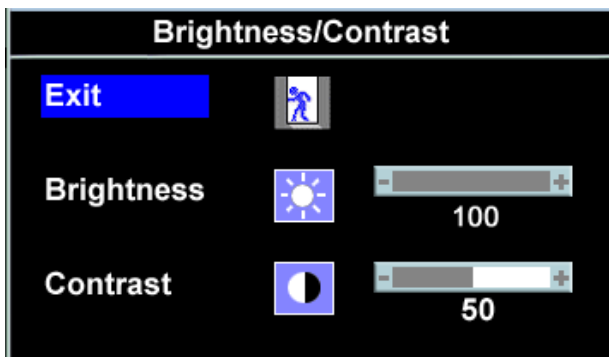 Brightness/Contrast
Exit
Brightness
- +
100
Contrast
- +
50